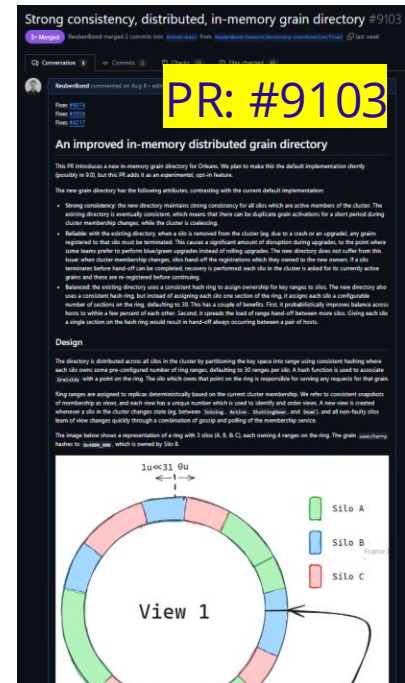 Strong consistency, distributed, in-memory grain directory #9103
Merged ReubenBond merged 2 commits into dotnet:main from ReubenBond:feature/directory-coordination/final last week
Conversation Commits Checks Files changed
ReubenBond commented on Aug 8
PR: #9103
Fixes #9074
Fixes
Fixes #4217
An improved in-memory distributed grain directory
This PR introduces a new in-memory grain directory for Orleans. We plan to make this the default implementation shortly
(possibly in 9.0), but this PR adds it as an experimental, opt-in feature.
The new grain directory has the following attributes, contrasting with the current default implementation:
• Strong consistency: the new directory maintains strong consistency for all silos which are active members of the cluster. The
existing directory is eventually consistent, which means that there can be duplicate grain activations for a short period during
cluster membership changes, while the cluster is coalescing.
• Reliable: with the existing directory, when a silo is removed from the cluster (eg, due to a crash or an upgrade), any grains
registered to that silo must be terminated. This causes a significant amount of disruption during upgrades, to the point where
some teams prefer to perform blue/green upgrades instead of rolling upgrades. The new directory does not suffer from this
issue: when cluster membership changes, silos hand-off the registrations which they owned to the new owners. If a silo
terminates before hand-off can be completed, recovery is performed: each silo in the cluster is asked for its currently active
grains and these are re-registered before continuing.
• Balanced: the existing directory uses a consistent hash ring to assign ownership for key ranges to silos. The new directory also
uses a consistent hash ring, but instead of assigning each silo one section of the ring, it assigns each silo a configurable
number of sections on the ring, defaulting to 30. This has a couple of benefits. First, it probabilistically improves balance across
hosts to within a few percent of each other. Second, it spreads the load of range hand-off between more silos. Giving each silo
a single section on the hash ring would result in hand-off always occurring between a pair of hosts.
Design
The directory is distributed across all silos in the cluster by partitioning the key space into range using consistent hashing where
each silo owns some pre-configured number of ring ranges, defaulting to 30 ranges per silo. A hash function is used to associate
GrainIds with a point on the ring. The silo which owns that point on the ring is responsible for serving any requests for that grain.
Ring ranges are assigned to replicas deterministically based on the current cluster membership. We refer to consistent snapshots
of membership as views, and each view has a unique number which is used to identify and order views. A new view is created
whenever a silo in the cluster changes state (eg, between Joining, Active, ShuttingDown, and Dead), and all non-faulty silos
learn of view changes quickly through a combination of gossip and polling of the membership service.
The image below shows a representation of a ring with 3 silos (A, B, & C), each owning 4 ranges on the ring. The grain user/terry
hashes to 0x4000_000, which is owned by Silo B.
1u<<31 0u
Silo A
Silo B
Silo C
View 1